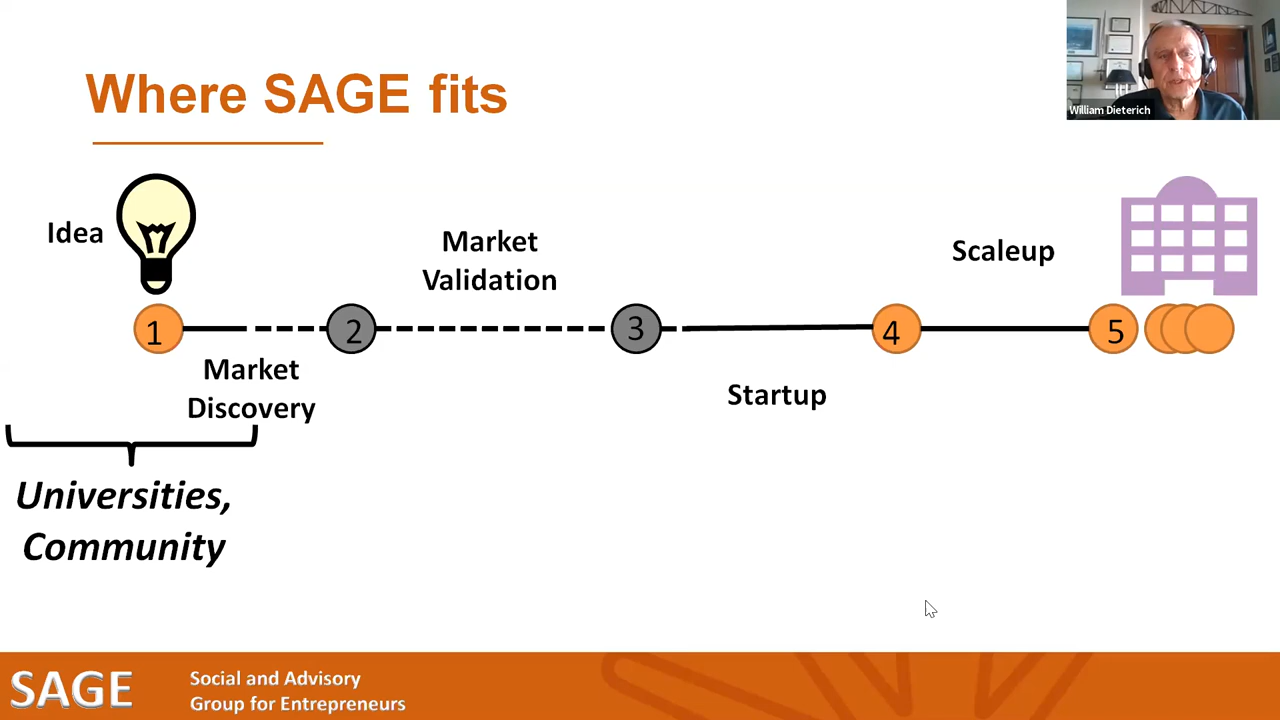 Where SAGE fits
William Dieterich
Idea
Market
Validation
Scaleup
1
2
3
4
5
Market
Discovery
Startup
Universities,
Community
SAGE
Social and Advisory
Group for Entrepreneurs